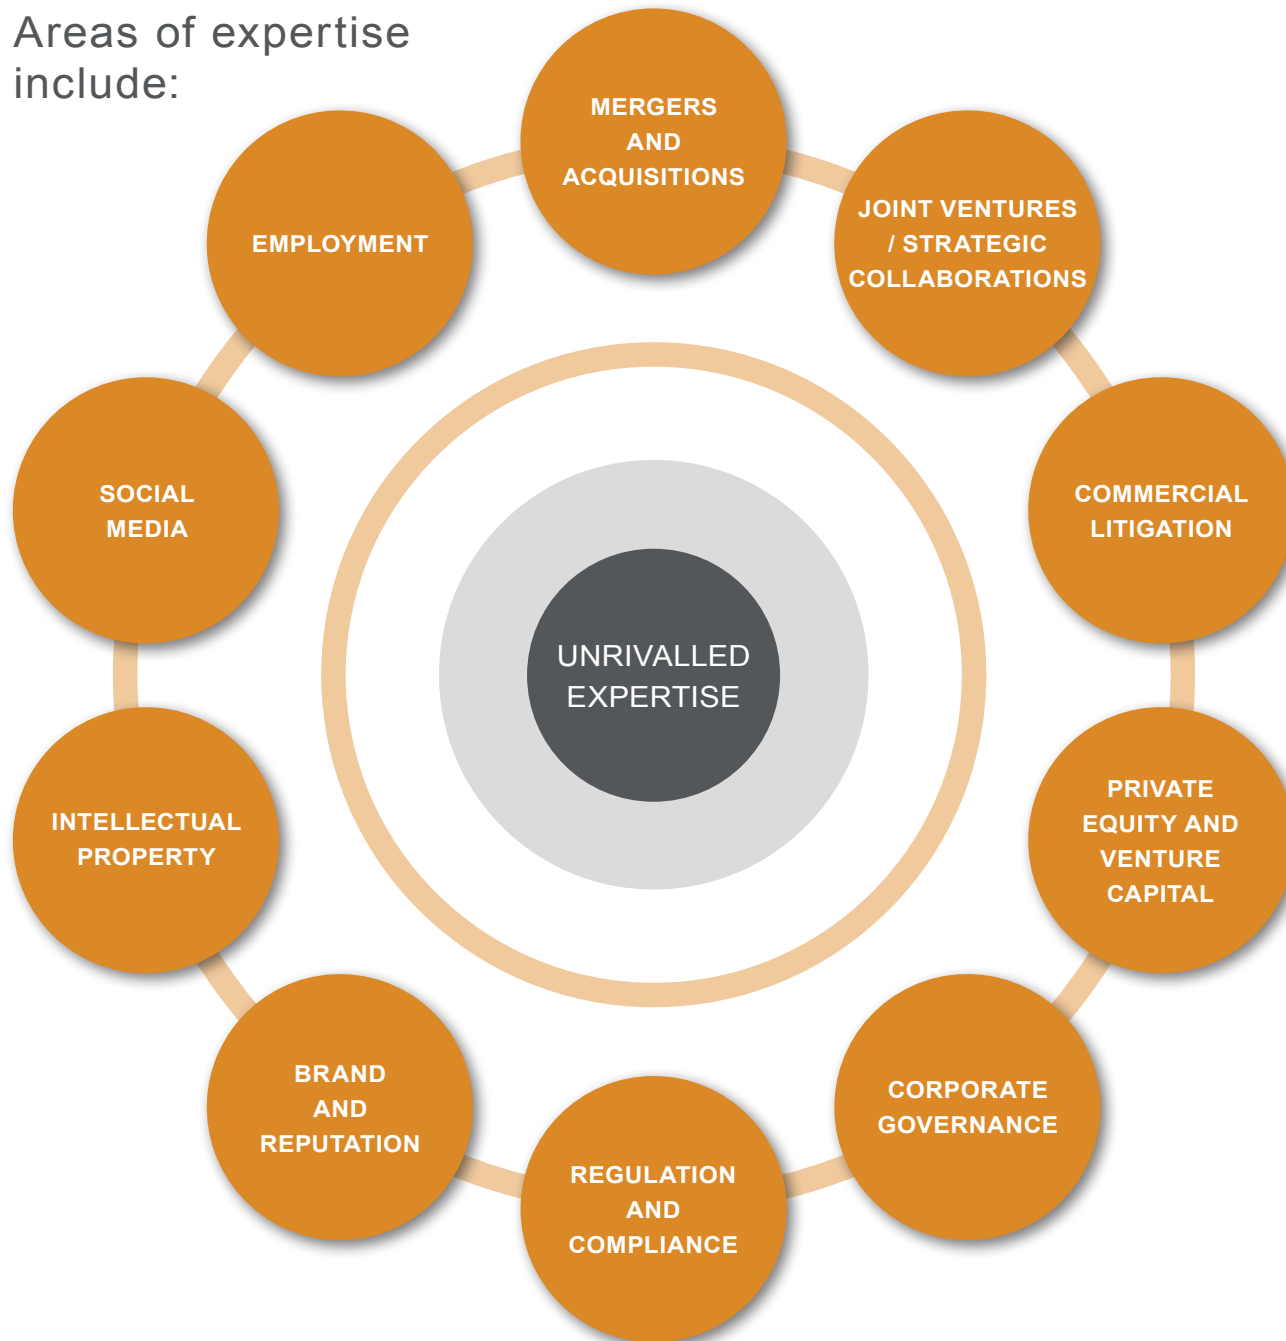 Areas of expertise
include:
MERGERS
AND
ACQUISITIONS
JOINT VENTURES
/ STRATEGIC
COLLABORATIONS
COMMERCIAL
LITIGATION
PRIVATE
EQUITY AND
VENTURE
CAPITAL
CORPORATE
GOVERNANCE
REGULATION
AND
COMPLIANCE
BRAND
AND
REPUTATION
INTELLECTUAL
PROPERTY
SOCIAL
MEDIA
EMPLOYMENT
UNRIVALLED
EXPERTISE